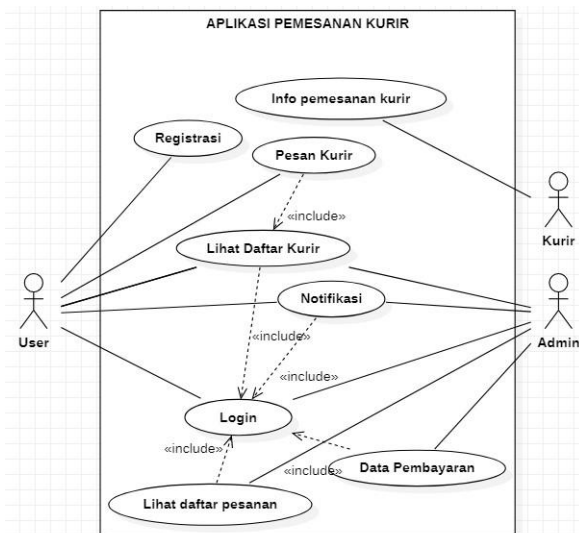 APLIKASI PEMESANAN KURIR
Info pemesanan kurir
Registrasi
Pesan Kurir
«include»
Kurir
Lihat Daftar Kurir
Notifikasi
User
Admin
«include»
«include»
Login
«include»
«include»
Data Pembayaran
Lihat daftar pesanan